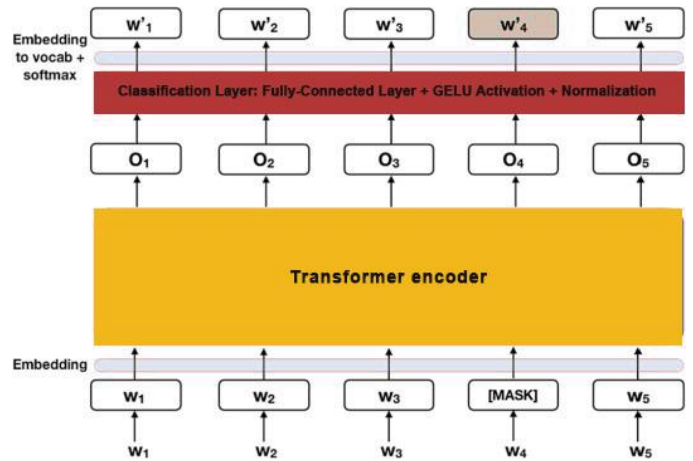 Embedding
to vocab +
softmax
w'₁ w'₂ w'₃ w'₄ w'₅
Classification Layer: Fully-Connected Layer + GELU Activation + Normalization
O₁ O₂ O₃ O₄ O₅
Transformer encoder
Embedding
w₁ w₂ w₃ [MASK] w₅
w₁ w₂ w₃ w₄ w₅